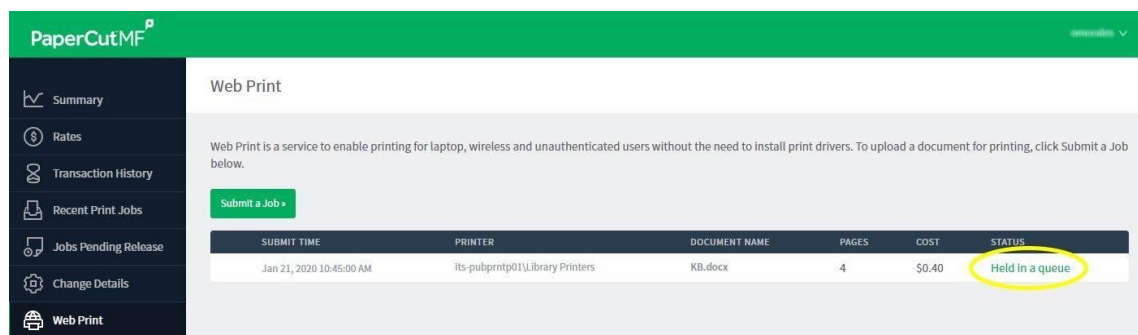 PaperCutMF
Summary
Rates
Transaction History
Recent Print Jobs
Jobs Pending Release
Change Details
Web Print
Web Print
Web Print is a service to enable printing for laptop, wireless and unauthenticated users without the need to install print drivers. To upload a document for printing, click Submit a Job
below.
Submit a Job »
SUBMIT TIME PRINTER DOCUMENT NAME PAGES COST STATUS
Jan 21, 2020 10:45:00 AM its-pubprntp01\Library Printers KB.docx 4 $0.40 Held in a queue